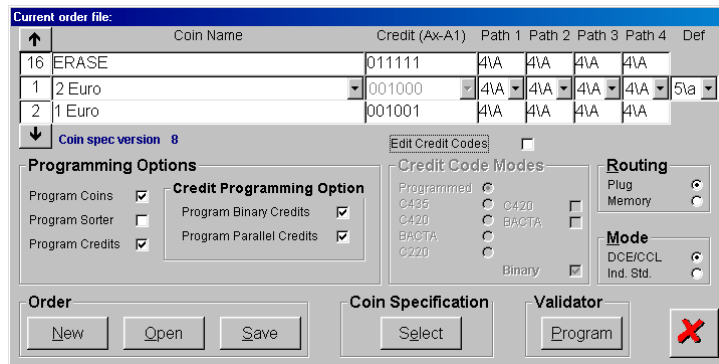 Current order file:
Coin Name Credit (Ax-A1) Path 1 Path 2 Path 3 Path 4 Def
16 ERASE 011111 4\A 4\A 4\A 4\A
1 2 Euro 001000 4\A 4\A 4\A 4\A 5\a
2 1 Euro 001001 4\A 4\A 4\A 4\A
Coin spec version 8
Edit Credit Codes
Programming Options
Program Coins
Program Sorter
Program Credits
Credit Programming Option
Program Binary Credits
Program Parallel Credits
Credit Code Modes
Programmed
C435
C420
BACTA
C220
C420
BACTA
Binary
Routing
Plug
Memory
Mode
DCE/CCL
Ind. Std.
Order
New Open Save
Coin Specification
Select
Validator
Program